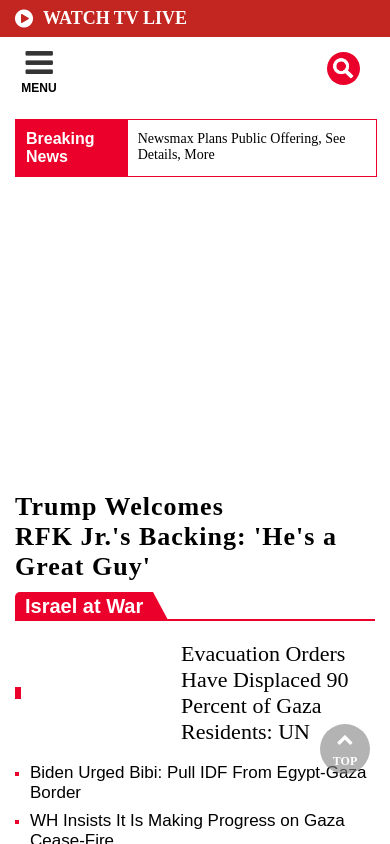 WATCH TV LIVE
MENU
Breaking
News
Newsmax Plans Public Offering, See
Details, More
Trump Welcomes
RFK Jr.'s Backing: 'He's a
Great Guy'
Israel at War
Evacuation Orders
Have Displaced 90
Percent of Gaza
Residents: UN
TOP
Biden Urged Bibi: Pull IDF From Egypt-Gaza
Border
WH Insists It Is Making Progress on Gaza
Cease-Fire